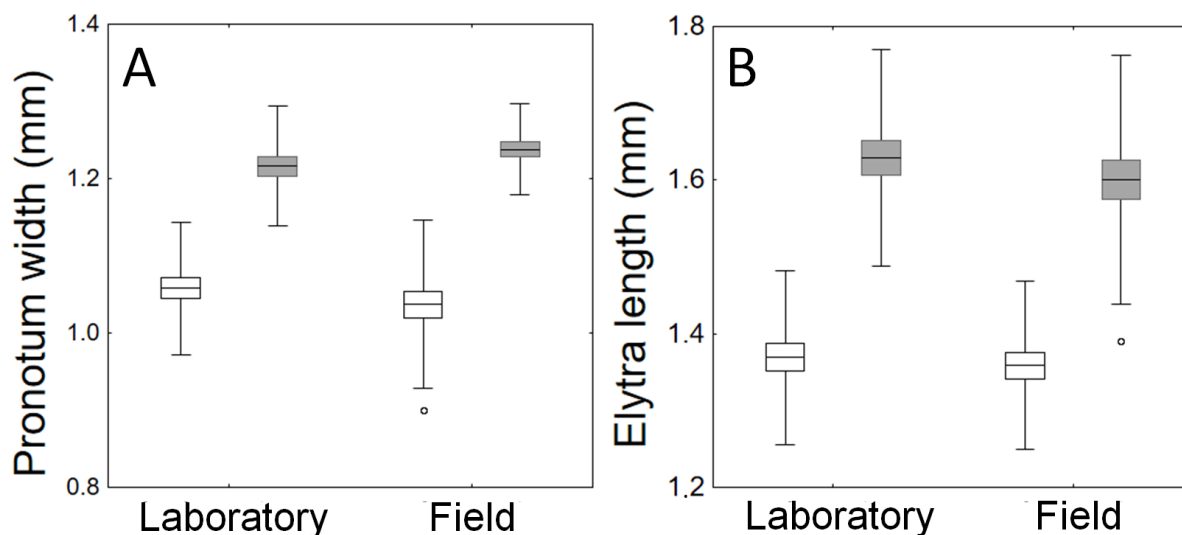 A
Pronotum width (mm)
1.4
1.2
1.0
0.8
Laboratory
Field
B
Elytra length (mm)
1.8
1.6
1.4
1.2
Laboratory
Field